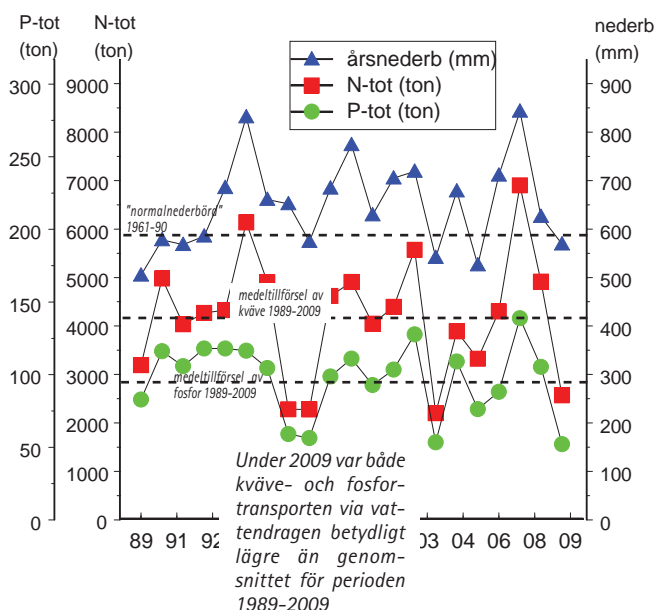 P-tot
(ton)
N-tot
(ton)
nederb
(mm)
årsnederb (mm)
N-tot (ton)
P-tot (ton)
300
250
200
150
100
50
0
9000
8000
7000
6000
5000
4000
3000
2000
1000
0
900
800
700
600
500
400
300
200
100
0
"normalnederbörd"
1961-90
medeltillförsel av
kväve 1989-2009
medeltillförsel av
fosfor 1989-2009
89 91 92 03 04 06 08 09
Under 2009 var både
kväve- och fosfor-
transporten via vat-
tendragen betydligt
lägre än genom-
snittet för perioden
1989-2009